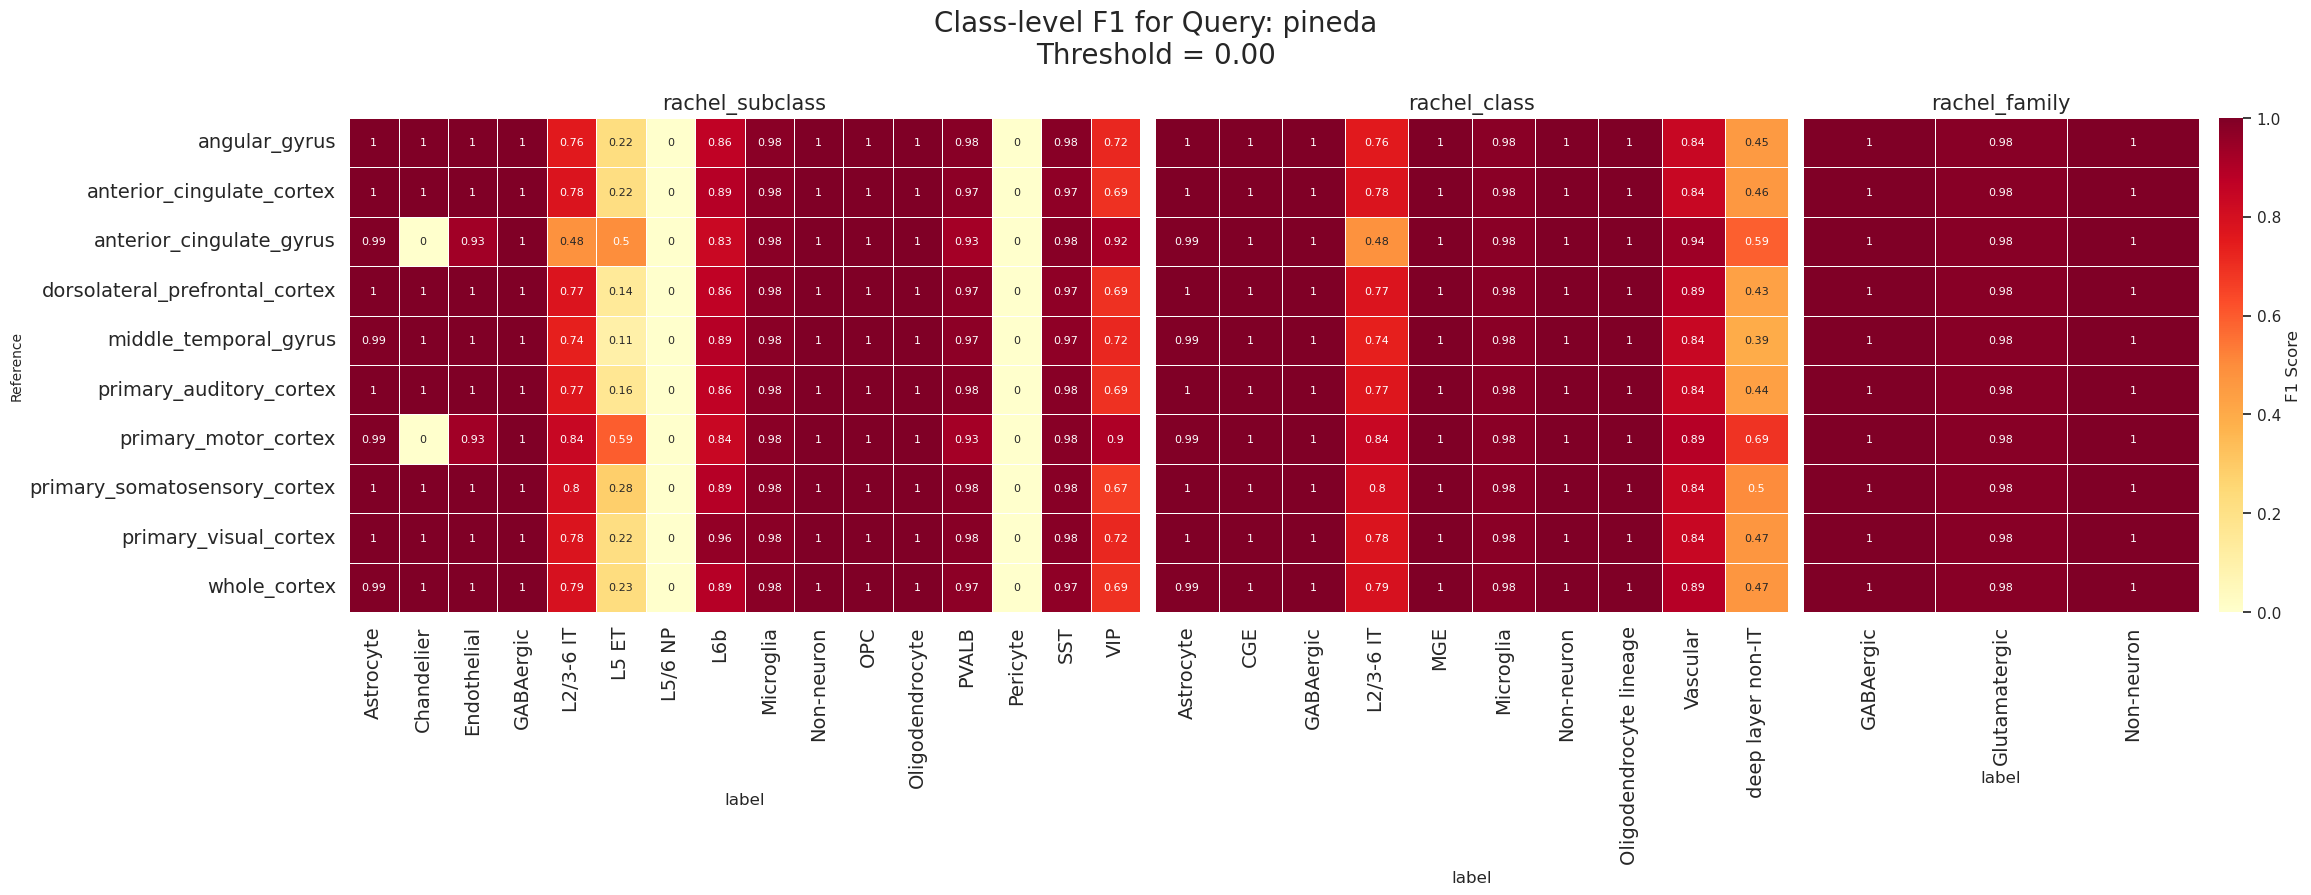 Class-level F1 for Query: pineda
Threshold = 0.00
rachel_subclass rachel_class rachel_family
Reference
angular_gyrus 1 1 1 1 0.76 0.22 0 0.86 0.98 1 1 1 0.98 0 0.98 0.72 1 1 1 0.76 1 0.98 1 1 0.84 0.45 1 0.98 1
anterior_cingulate_cortex 1 1 1 1 0.78 0.22 0 0.89 0.98 1 1 1 0.97 0 0.97 0.69 1 1 1 0.78 1 0.98 1 1 0.84 0.46 1 0.98 1
anterior_cingulate_gyrus 0.99 0 0.93 1 0.48 0.5 0 0.83 0.98 1 1 1 0.93 0 0.98 0.92 0.99 1 1 0.48 1 0.98 1 1 0.94 0.59 1 0.98 1
dorsolateral_prefrontal_cortex 1 1 1 1 0.77 0.14 0 0.86 0.98 1 1 1 0.97 0 0.97 0.69 1 1 1 0.77 1 0.98 1 1 0.89 0.43 1 0.98 1
middle_temporal_gyrus 0.99 1 1 1 0.74 0.11 0 0.89 0.98 1 1 1 0.97 0 0.97 0.72 0.99 1 1 0.74 1 0.98 1 1 0.84 0.39 1 0.98 1
primary_auditory_cortex 1 1 1 1 0.77 0.16 0 0.86 0.98 1 1 1 0.98 0 0.98 0.69 1 1 1 0.77 1 0.98 1 1 0.84 0.44 1 0.98 1
primary_motor_cortex 0.99 0 0.93 1 0.84 0.59 0 0.84 0.98 1 1 1 0.93 0 0.98 0.9 0.99 1 1 0.84 1 0.98 1 1 0.89 0.69 1 0.98 1
primary_somatosensory_cortex 1 1 1 1 0.8 0.28 0 0.89 0.98 1 1 1 0.98 0 0.98 0.67 1 1 1 0.8 1 0.98 1 1 0.84 0.5 1 0.98 1
primary_visual_cortex 1 1 1 1 0.78 0.22 0 0.96 0.98 1 1 1 0.98 0 0.98 0.72 1 1 1 0.78 1 0.98 1 1 0.84 0.47 1 0.98 1
whole_cortex 0.99 1 1 1 0.79 0.23 0 0.89 0.98 1 1 1 0.97 0 0.97 0.69 0.99 1 1 0.79 1 0.98 1 1 0.89 0.47 1 0.98 1
Astrocyte
Chandelier
Endothelial
GABAergic
L2/3-6 IT
L5 ET
L5/6 NP
L6b
Microglia
Non-neuron
OPC
Oligodendrocyte
PVALB
Pericyte
SST
VIP
label
Astrocyte
CGE
GABAergic
L2/3-6 IT
MGE
Microglia
Non-neuron
Oligodendrocyte lineage
Vascular
deep layer non-IT
label
GABAergic
Glutamatergic
Non-neuron
label
1.0
0.8
0.6
0.4
0.2
0.0
F1 Score